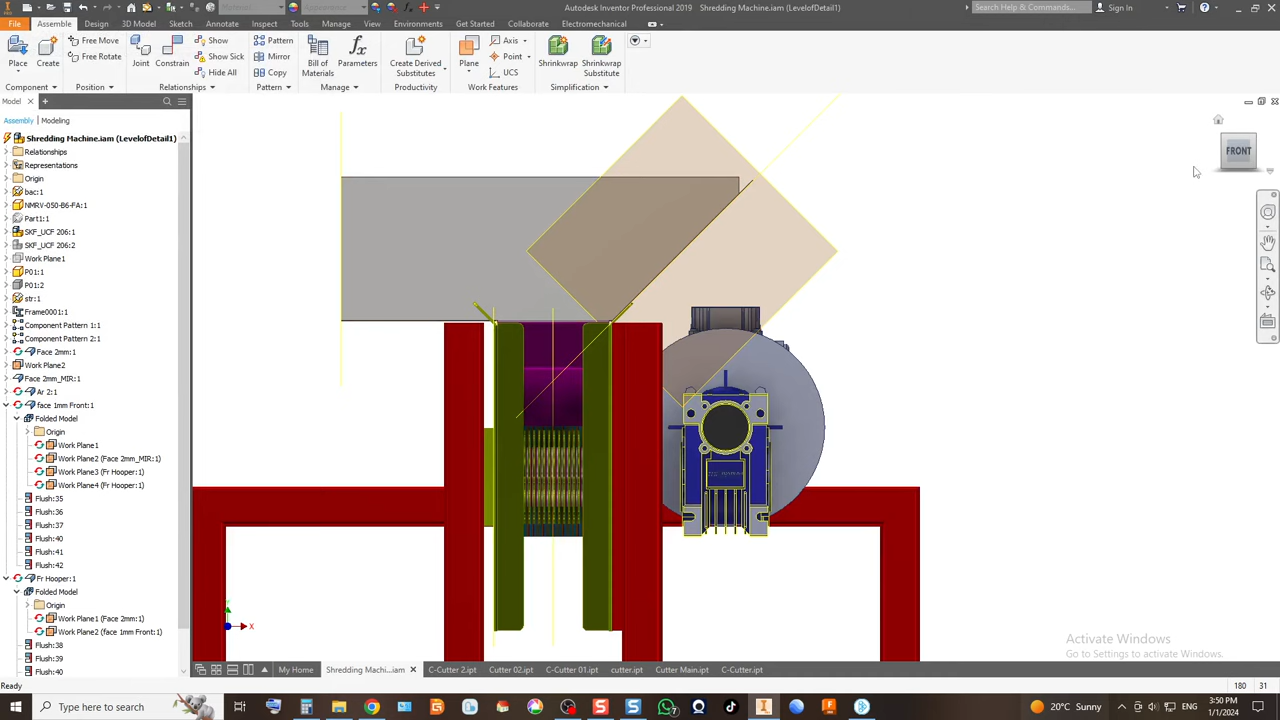 Autodesk Inventor Professional 2019   Shredding Machine.iam (LevelofDetail1)
Search Help & Commands...
Sign In
File Assemble Design 3D Model Sketch Annotate Inspect Tools Manage View Environments Get Started Collaborate Electromechanical
Place Create Free Move Free Rotate Joint Constrain Show Show Sick Hide All Pattern Mirror Copy Bill of Materials Parameters Create Derived Substitutes Plane Axis Point UCS Shrinkwrap Shrinkwrap Substitute
Component Position Relationships Pattern Manage Productivity Work Features Simplification
Model
Assembly Modeling
Shredding Machine.iam (LevelofDetail1)
Relationships
Representations
Origin
bac:1
NMRV-050-B6-FA:1
Part1:1
SKF_UCF 206:1
SKF_UCF 206:2
Work Plane1
P01:1
P01:2
str:1
Frame0001:1
Component Pattern 1:1
Component Pattern 2:1
Face 2mm:1
Work Plane2
Face 2mm_MIR:1
Ar 2:1
face 1mm Front:1
Folded Model
Origin
Work Plane1
Work Plane2 (Face 2mm_MIR:1)
Work Plane3 (Fr Hooper:1)
Work Plane4 (Fr Hooper:1)
Flush:35
Flush:36
Flush:37
Flush:40
Flush:41
Flush:42
Fr Hooper:1
Folded Model
Origin
Work Plane1 (Face 2mm:1)
Work Plane2 (face 1mm Front:1)
Flush:38
Flush:39
Flush:40
FRONT
Y
X
Activate Windows
Go to Settings to activate Windows.
My Home Shredding Machi...iam C-Cutter 2.ipt Cutter 02.ipt C-Cutter 01.ipt cutter.ipt Cutter Main.ipt C-Cutter.ipt
Ready
180 31
Type here to search
20°C Sunny
ENG
3:50 PM
1/1/2024